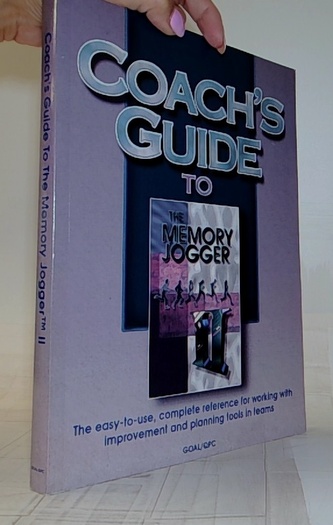 Coach's Guide To The Memory Jogger™ II
COACH'S
GUIDE
TO
THE
MEMORY
JOGGER
II
The easy-to-use, complete reference for working with
improvement and planning tools in teams
GOAL/QPC